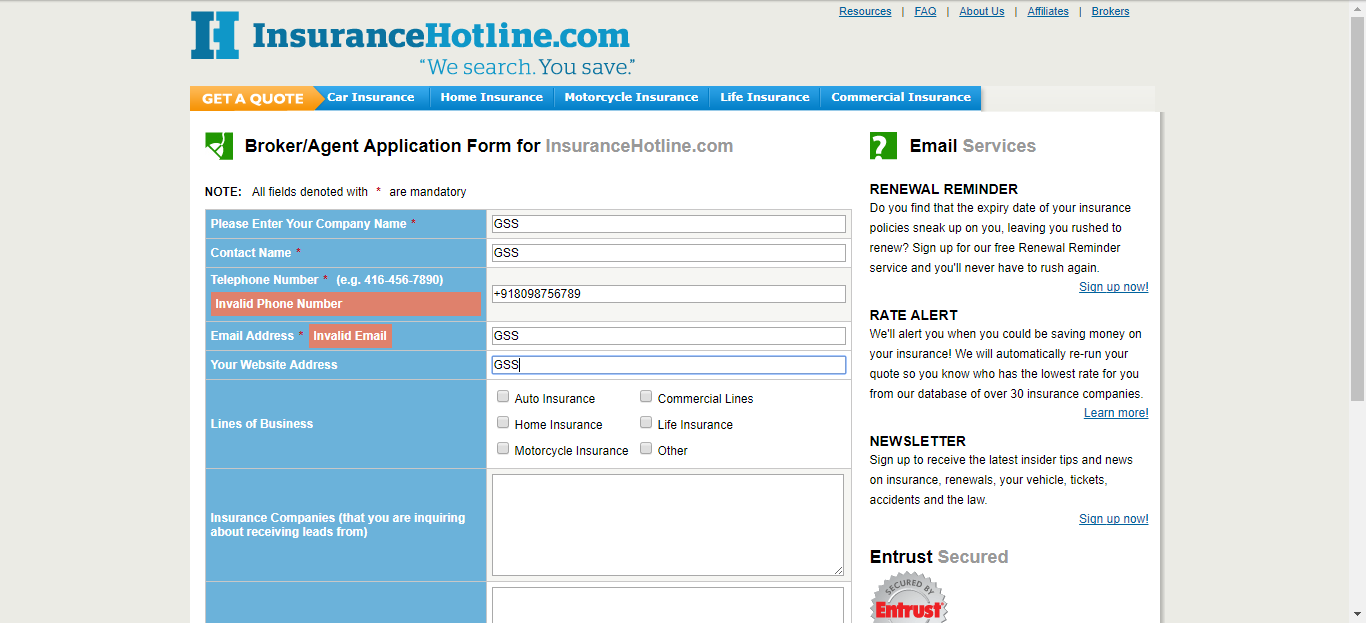 Resources | FAQ | About Us | Affiliates | Brokers
InsuranceHotline.com
“We search. You save.”
GET A QUOTE Car Insurance Home Insurance Motorcycle Insurance Life Insurance Commercial Insurance
Broker/Agent Application Form for InsuranceHotline.com
NOTE: All fields denoted with * are mandatory
Please Enter Your Company Name * GSS
Contact Name * GSS
Telephone Number * (e.g. 416-456-7890)
Invalid Phone Number
+918098756789
Email Address * Invalid Email GSS
Your Website Address GSS
Lines of Business
Auto Insurance Commercial Lines
Home Insurance Life Insurance
Motorcycle Insurance Other
Insurance Companies (that you are inquiring
about receiving leads from)
Email Services
RENEWAL REMINDER
Do you find that the expiry date of your insurance
policies sneak up on you, leaving you rushed to
renew? Sign up for our free Renewal Reminder
service and you'll never have to rush again.
Sign up now!
RATE ALERT
We'll alert you when you could be saving money on
your insurance! We will automatically re-run your
quote so you know who has the lowest rate for you
from our database of over 30 insurance companies.
Learn more!
NEWSLETTER
Sign up to receive the latest insider tips and news
on insurance, renewals, your vehicle, tickets,
accidents and the law.
Sign up now!
Entrust Secured
SECURED BY
Entrust